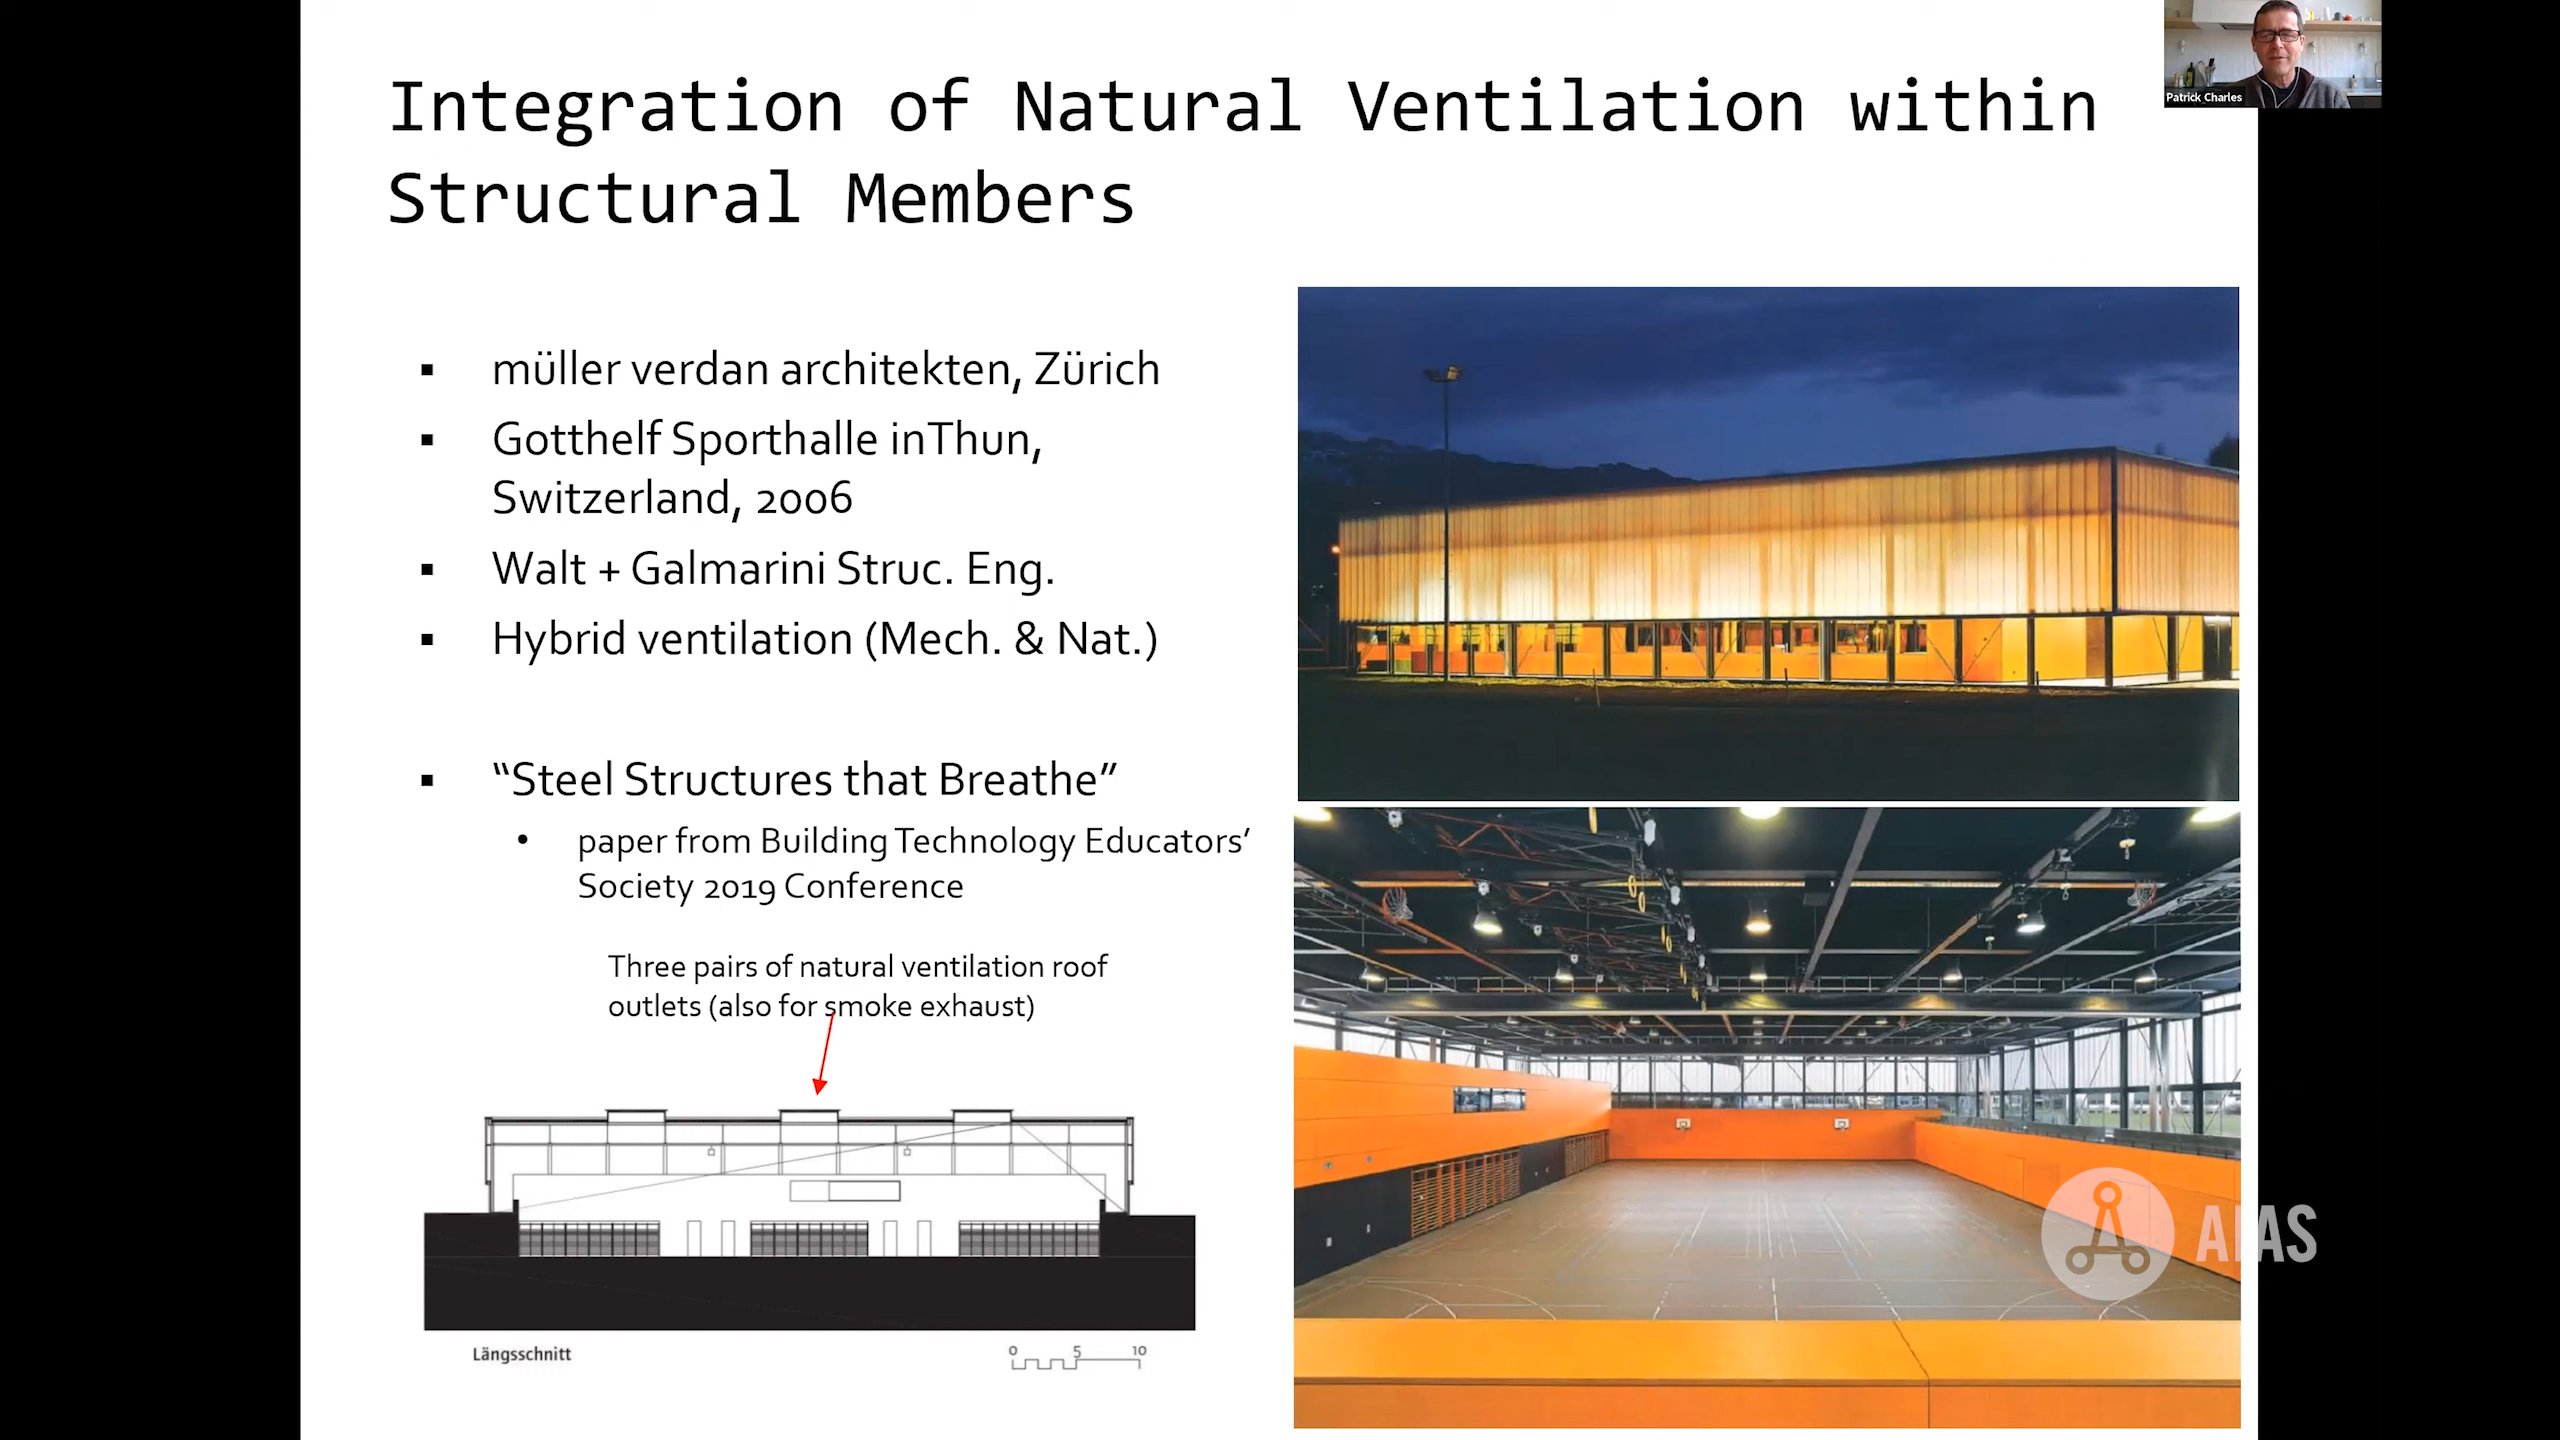 Integration of Natural Ventilation within
Structural Members
Patrick Charles
▪ müller verdan architekten, Zürich
▪ Gotthelf Sporthalle inThun,
Switzerland, 2006
▪ Walt + Galmarini Struc. Eng.
▪ Hybrid ventilation (Mech. & Nat.)
▪ “Steel Structures that Breathe”
• paper from Building Technology Educators’
Society 2019 Conference
Three pairs of natural ventilation roof
outlets (also for smoke exhaust)
Längsschnitt
0 5 10
AIAS